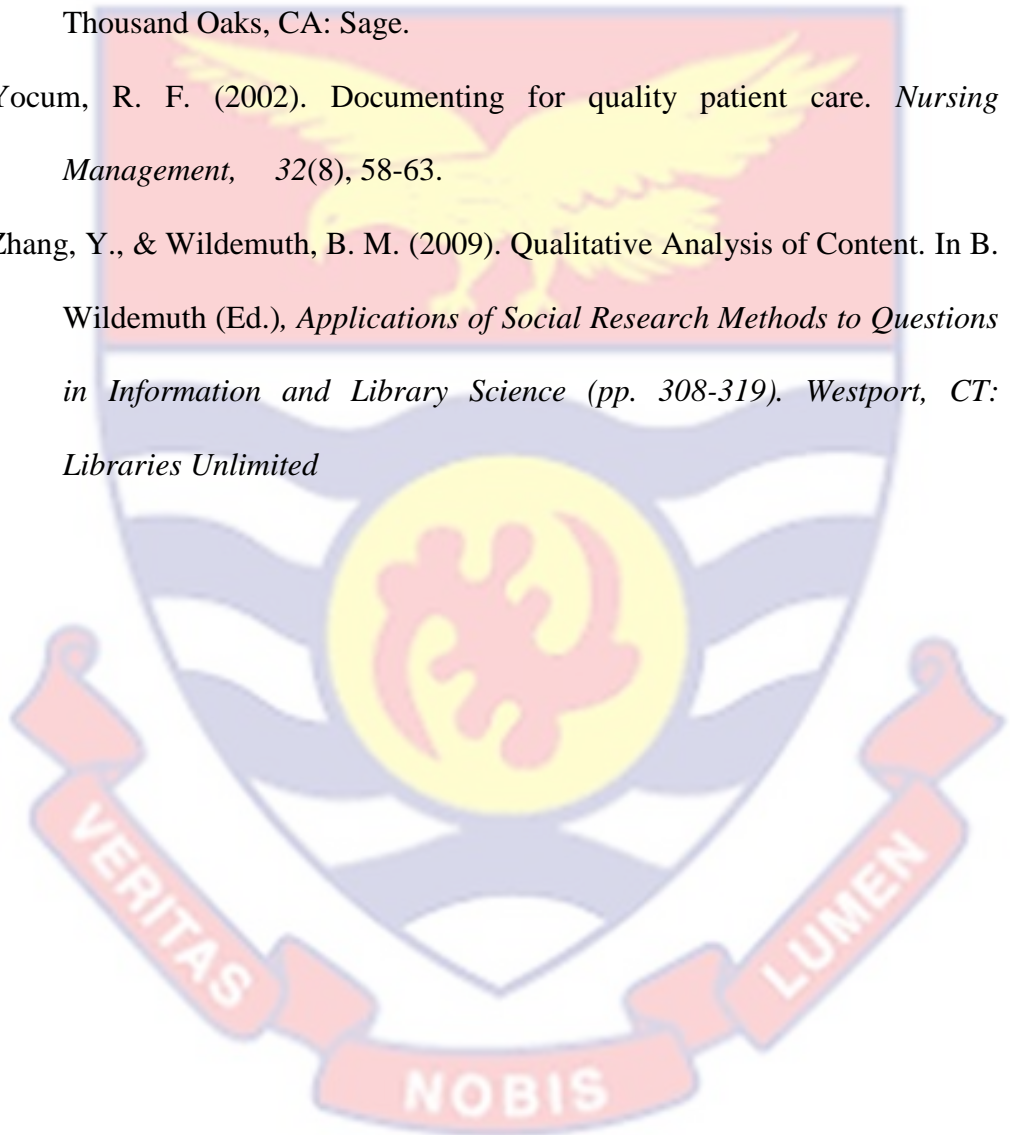 Thousand Oaks, CA: Sage.
Yocum, R. F. (2002). Documenting for quality patient care. Nursing
Management, 32(8), 58-63.
Zhang, Y., & Wildemuth, B. M. (2009). Qualitative Analysis of Content. In B.
Wildemuth (Ed.), Applications of Social Research Methods to Questions
in Information and Library Science (pp. 308-319). Westport, CT:
Libraries Unlimited
VERITAS
NOBIS
LUMEN